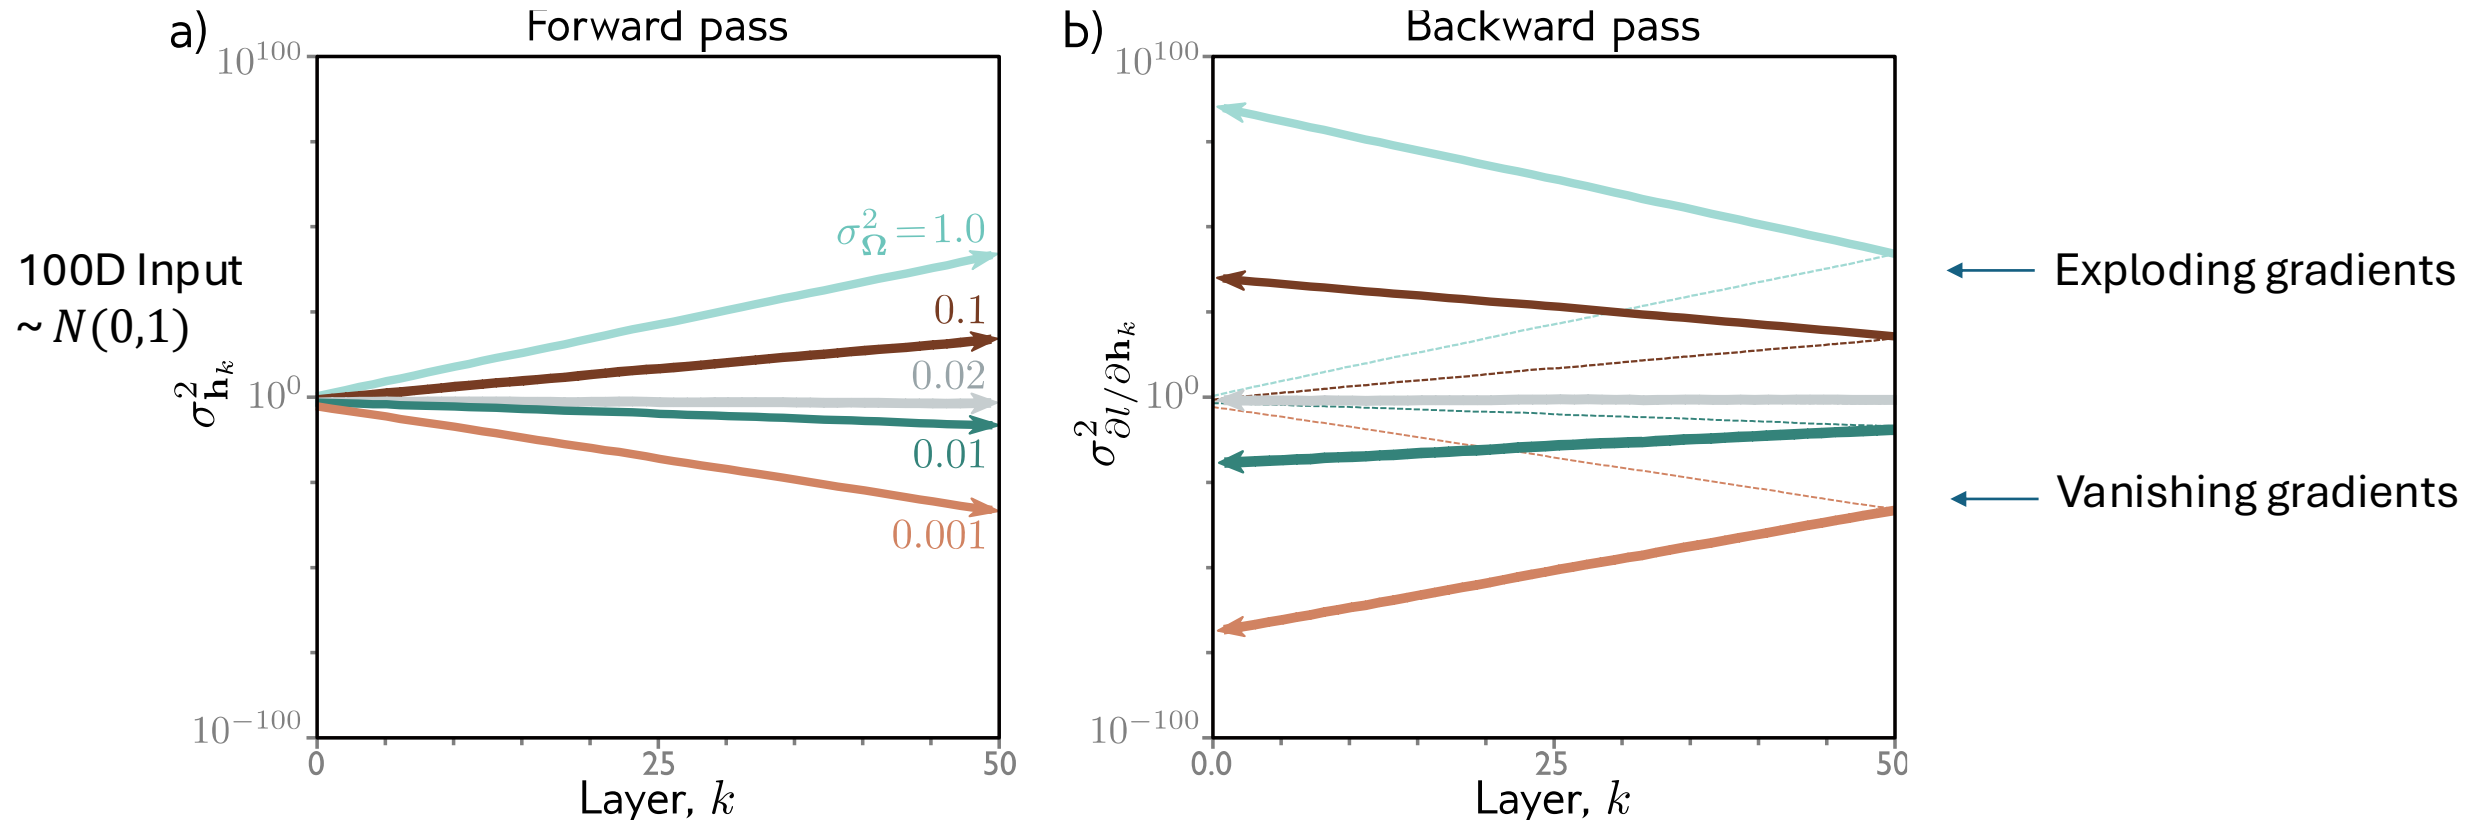 a)
Forward pass
10^100
10^0
10^−100
σ²_{h_k}
σ²_Ω=1.0
0.1
0.02
0.01
0.001
0
25
50
Layer, k
100D Input
~ N(0,1)
b)
Backward pass
10^100
10^0
10^−100
σ²_{∂l/∂h_k}
0.0
25
50
Layer, k
Exploding gradients
Vanishing gradients